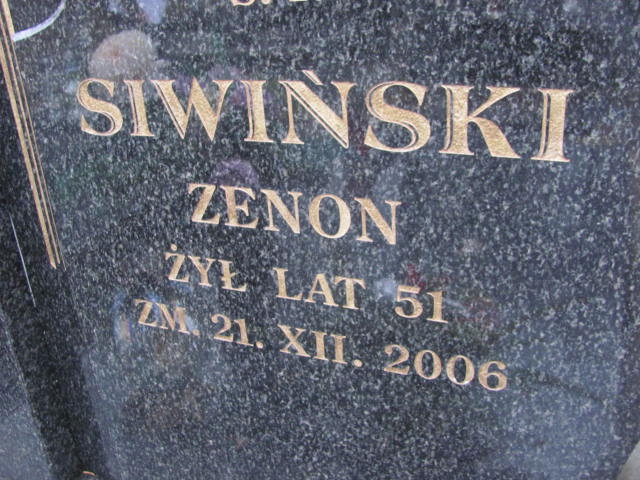 SIWIŃSKI
ZENON
ŻYŁ LAT 51
ZM. 21. XII. 2006